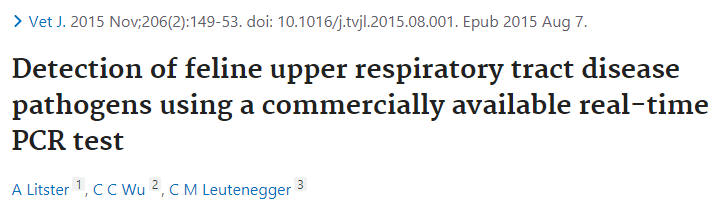 Vet J. 2015 Nov;206(2):149-53. doi: 10.1016/j.tvjl.2015.08.001. Epub 2015 Aug 7.
Detection of feline upper respiratory tract disease
pathogens using a commercially available real-time
PCR test
A Litster 1, C C Wu 2, C M Leutenegger 3